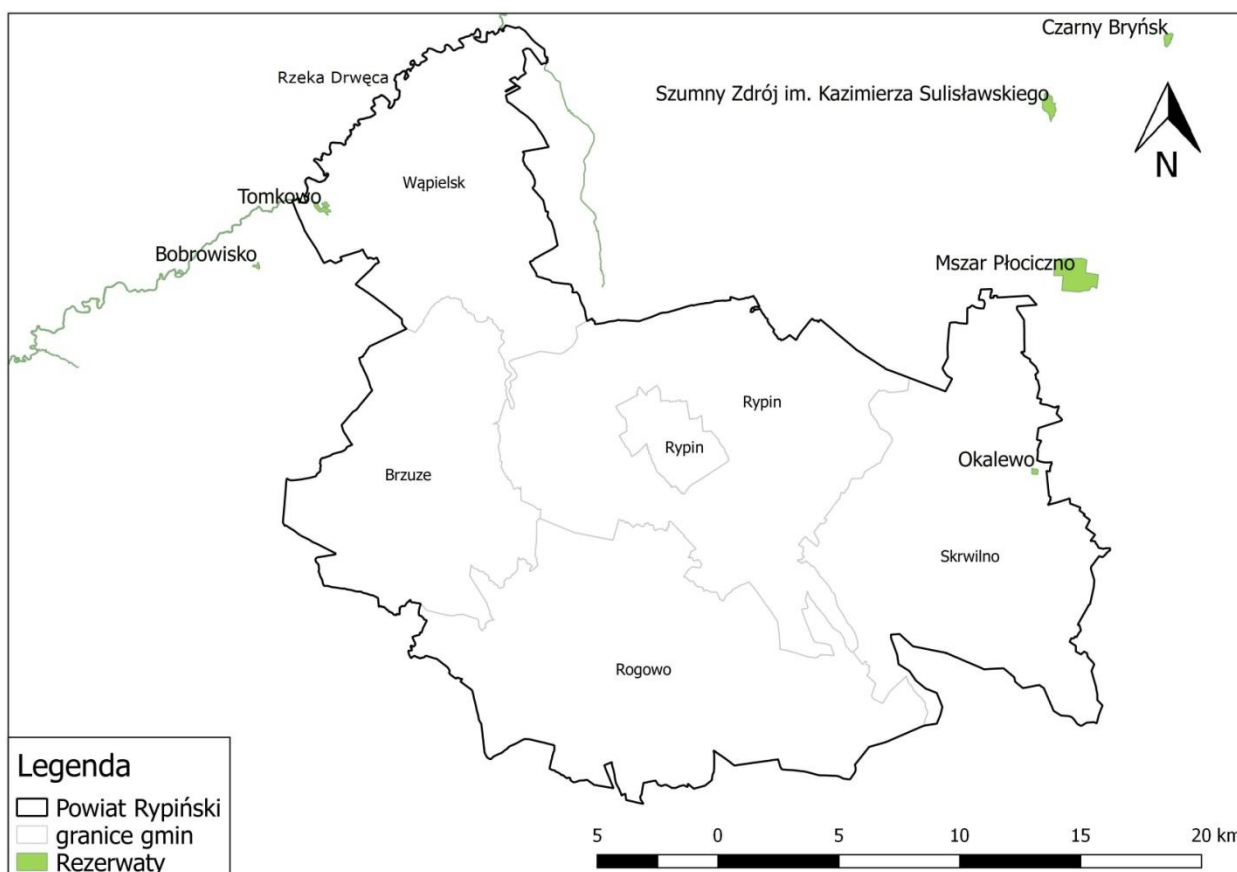 Czarny Bryńsk
Rzeka Drwęca
Szumny Zdrój im. Kazimierza Sulisławskiego
N
Wąpielsk
Tomkowo
Bobrowisko
Mszar Płociczno
Rypin
Rypin
Okalewo
Brzuze
Skrwilno
Rogowo
Legenda
Powiat Rypiński
granice gmin
Rezerwaty
5 0 5 10 15 20 km